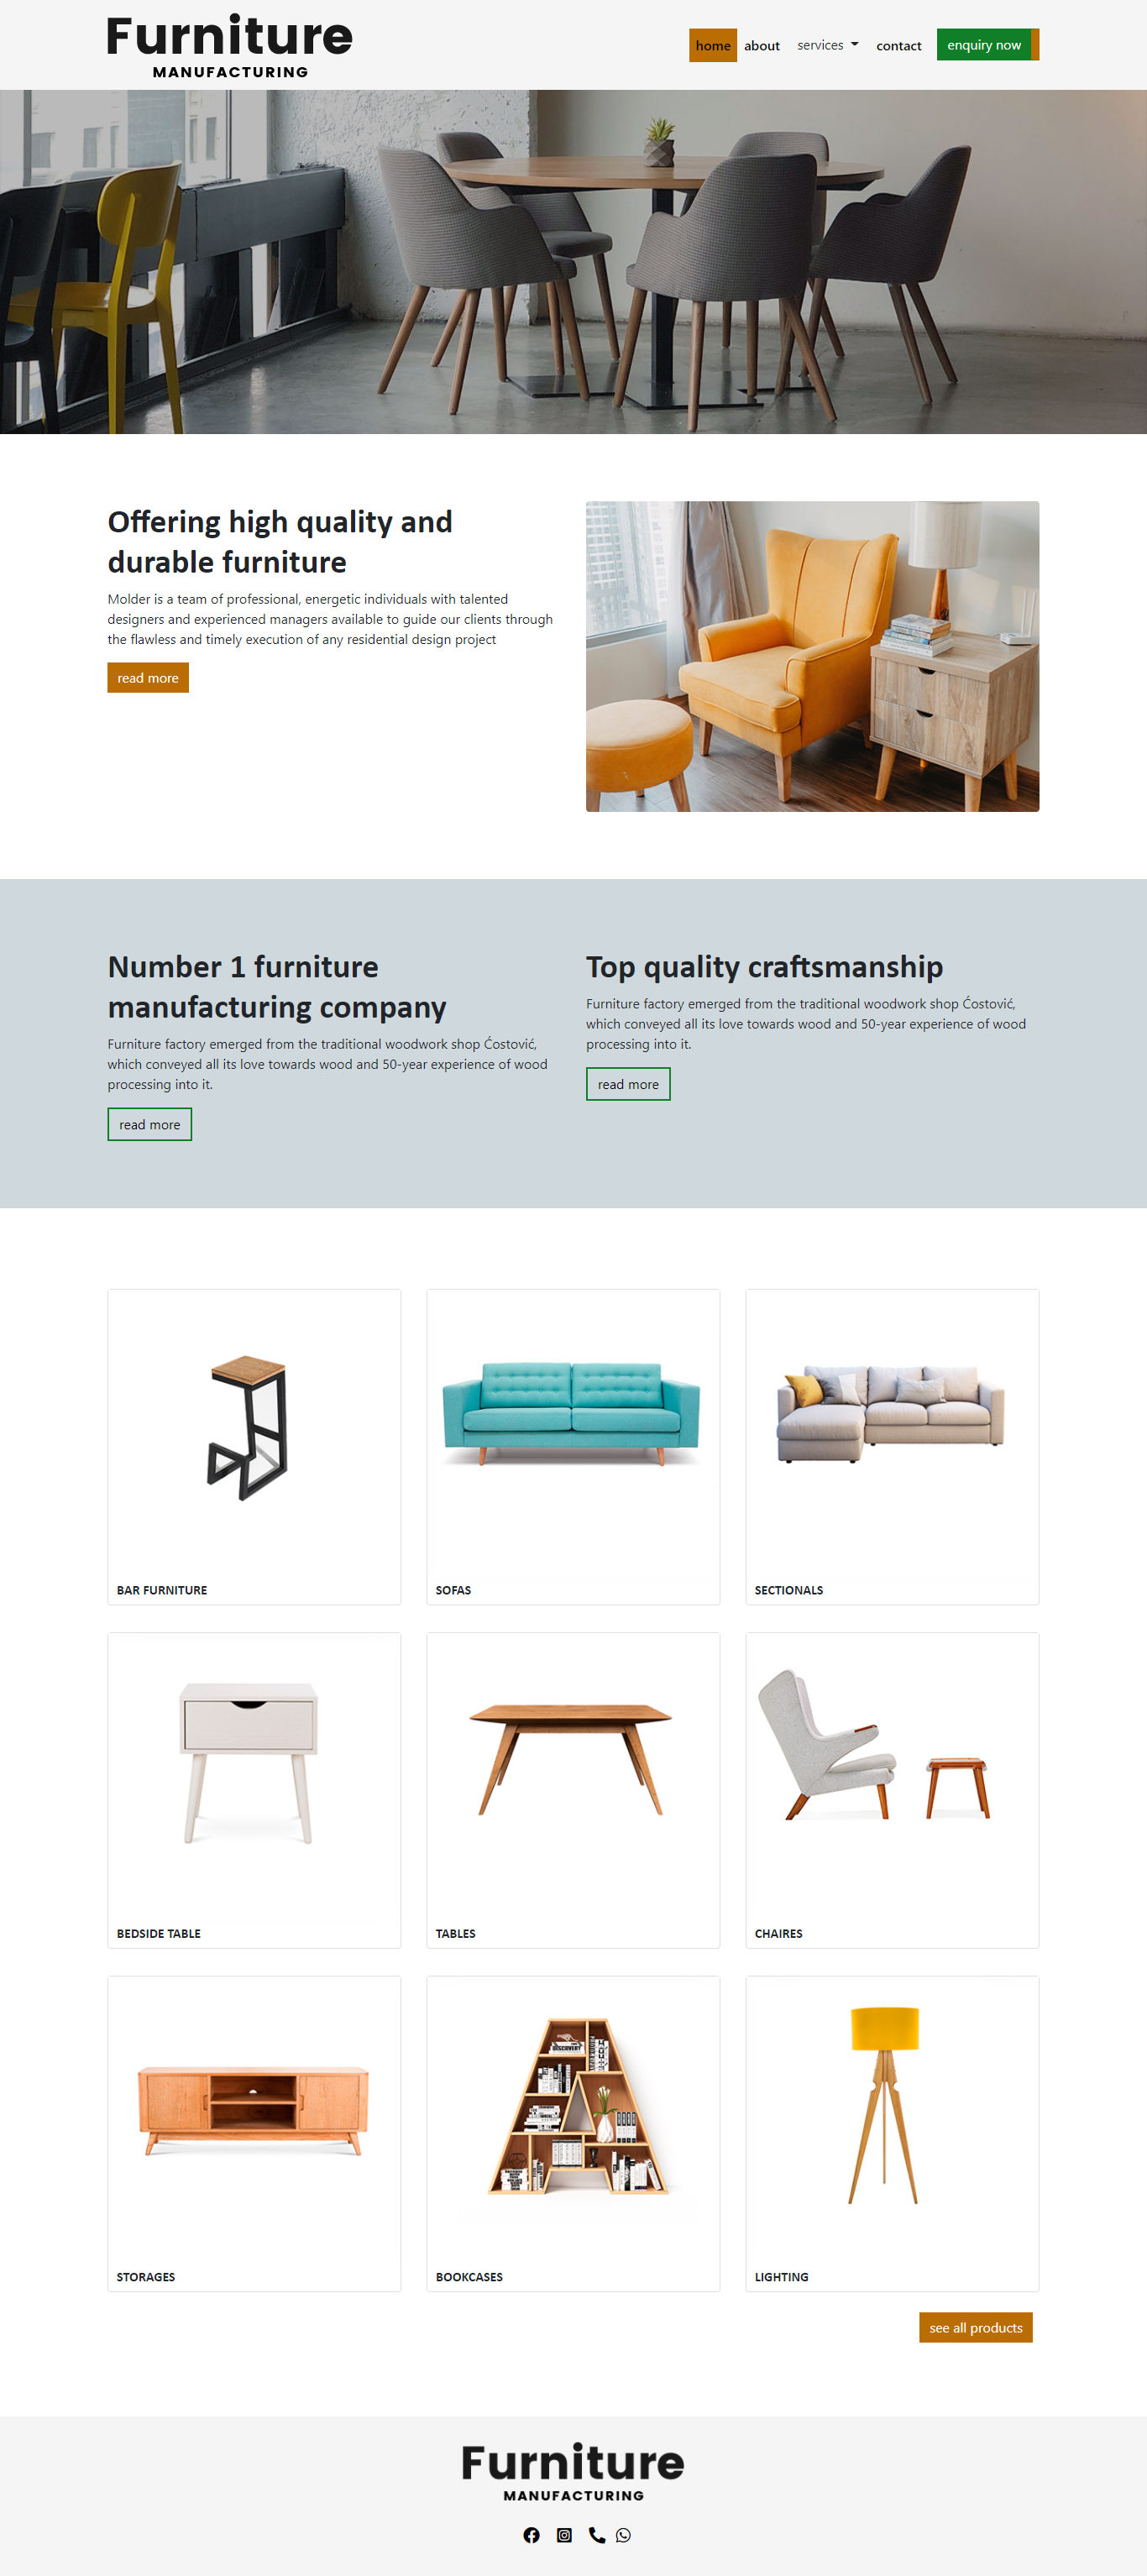 Furniture
MANUFACTURING
home about services contact enquiry now
Offering high quality and
durable furniture
Molder is a team of professional, energetic individuals with talented
designers and experienced managers available to guide our clients through
the flawless and timely execution of any residential design project
read more
Number 1 furniture
manufacturing company
Furniture factory emerged from the traditional woodwork shop Ćostović,
which conveyed all its love towards wood and 50-year experience of wood
processing into it.
read more
Top quality craftsmanship
Furniture factory emerged from the traditional woodwork shop Ćostović,
which conveyed all its love towards wood and 50-year experience of wood
processing into it.
read more
BAR FURNITURE
SOFAS
SECTIONALS
BEDSIDE TABLE
TABLES
CHAIRES
STORAGES
BOOKCASES
LIGHTING
see all products
Furniture
MANUFACTURING